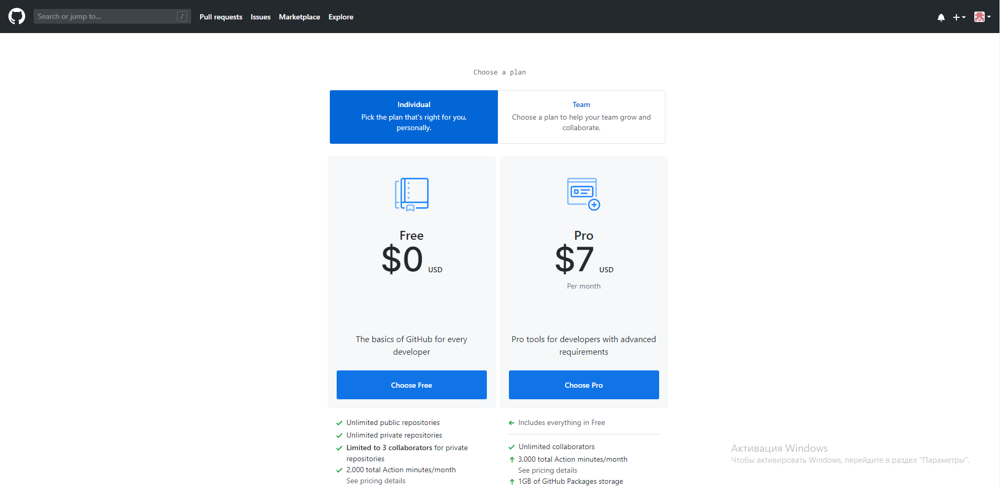 Search or jump to... /
Pull requests Issues Marketplace Explore
Choose a plan
Individual
Pick the plan that's right for you,
personally.
Team
Choose a plan to help your team grow and
collaborate.
Free
$0 USD
The basics of GitHub for every
developer
Choose Free
Unlimited public repositories
Unlimited private repositories
Limited to 3 collaborators for private
repositories
2,000 total Action minutes/month
See pricing details
Pro
$7 USD
Per month
Pro tools for developers with advanced
requirements
Choose Pro
Includes everything in Free
Unlimited collaborators
3,000 total Action minutes/month
See pricing details
1GB of GitHub Packages storage
Активация Windows
Чтобы активировать Windows, перейдите в раздел "Параметры".